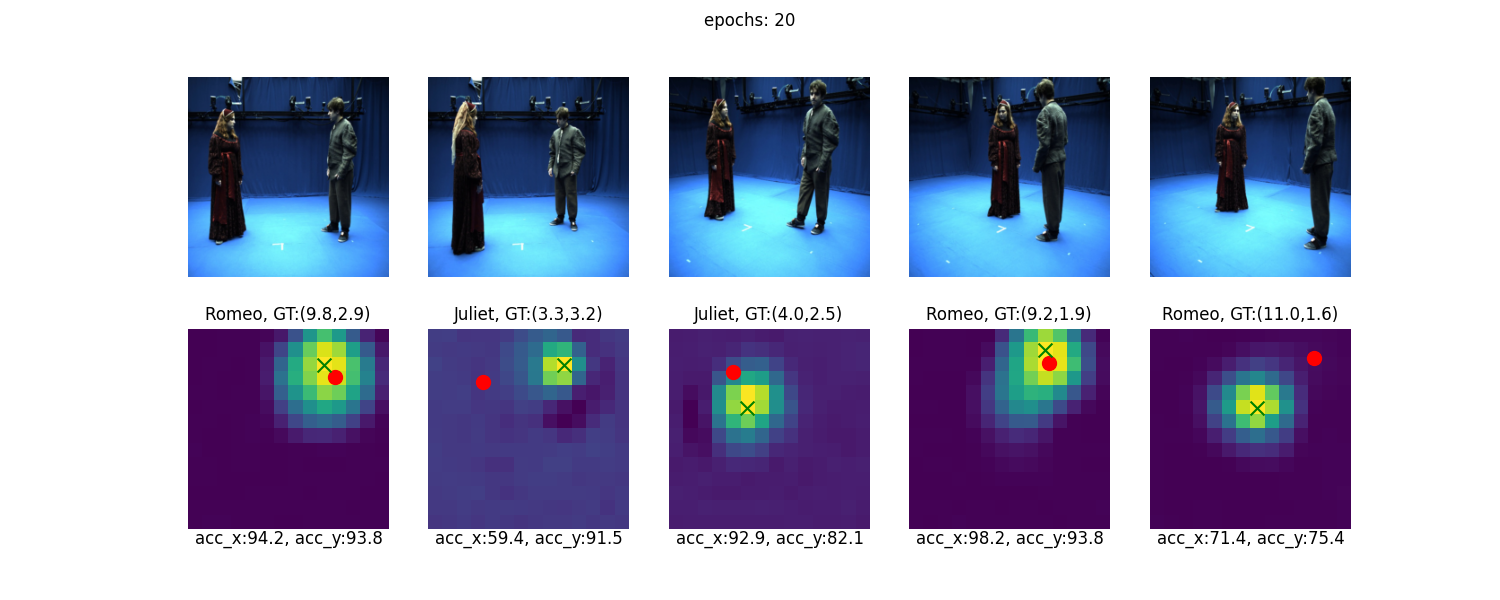 epochs: 20
Romeo, GT:(9.8,2.9)
Juliet, GT:(3.3,3.2)
Juliet, GT:(4.0,2.5)
Romeo, GT:(9.2,1.9)
Romeo, GT:(11.0,1.6)
acc_x:94.2, acc_y:93.8
acc_x:59.4, acc_y:91.5
acc_x:92.9, acc_y:82.1
acc_x:98.2, acc_y:93.8
acc_x:71.4, acc_y:75.4